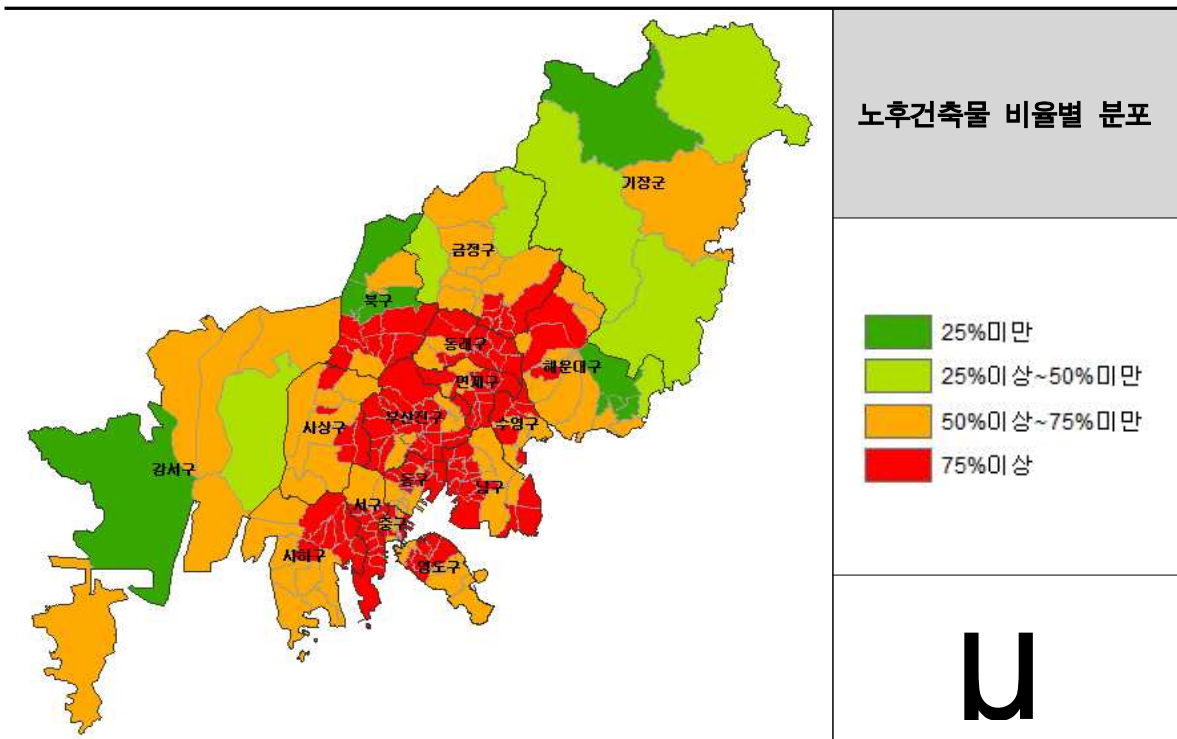 노후건축물 비율별 분포
기장군
금정구
북구
동래구
해운대구
연제구
부산진구
수영구
사상구
강서구
동구
남구
서구
중구
사하구
영도구
25%미만
25%이상~50%미만
50%이상~75%미만
75%이상
µ